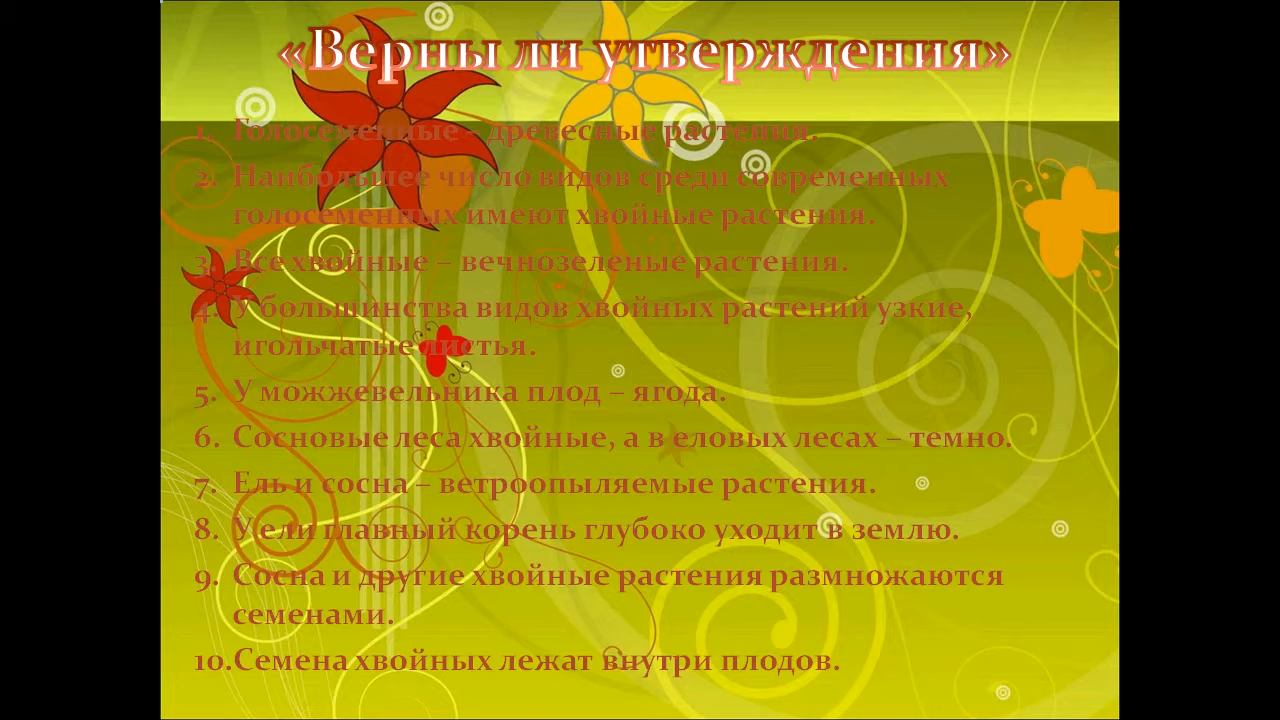 «Верны ли утверждения»
1. Голосеменные – древесные растения.
2. Наибольшее число видов среди современных
голосеменных имеют хвойные растения.
3. Все хвойные – вечнозеленые растения.
4. У большинства видов хвойных растений узкие,
игольчатые листья.
5. У можжевельника плод – ягода.
6. Сосновые леса хвойные, а в еловых лесах – темно.
7. Ель и сосна – ветроопыляемые растения.
8. У ели главный корень глубоко уходит в землю.
9. Сосна и другие хвойные растения размножаются
семенами.
10.Семена хвойных лежат внутри плодов.